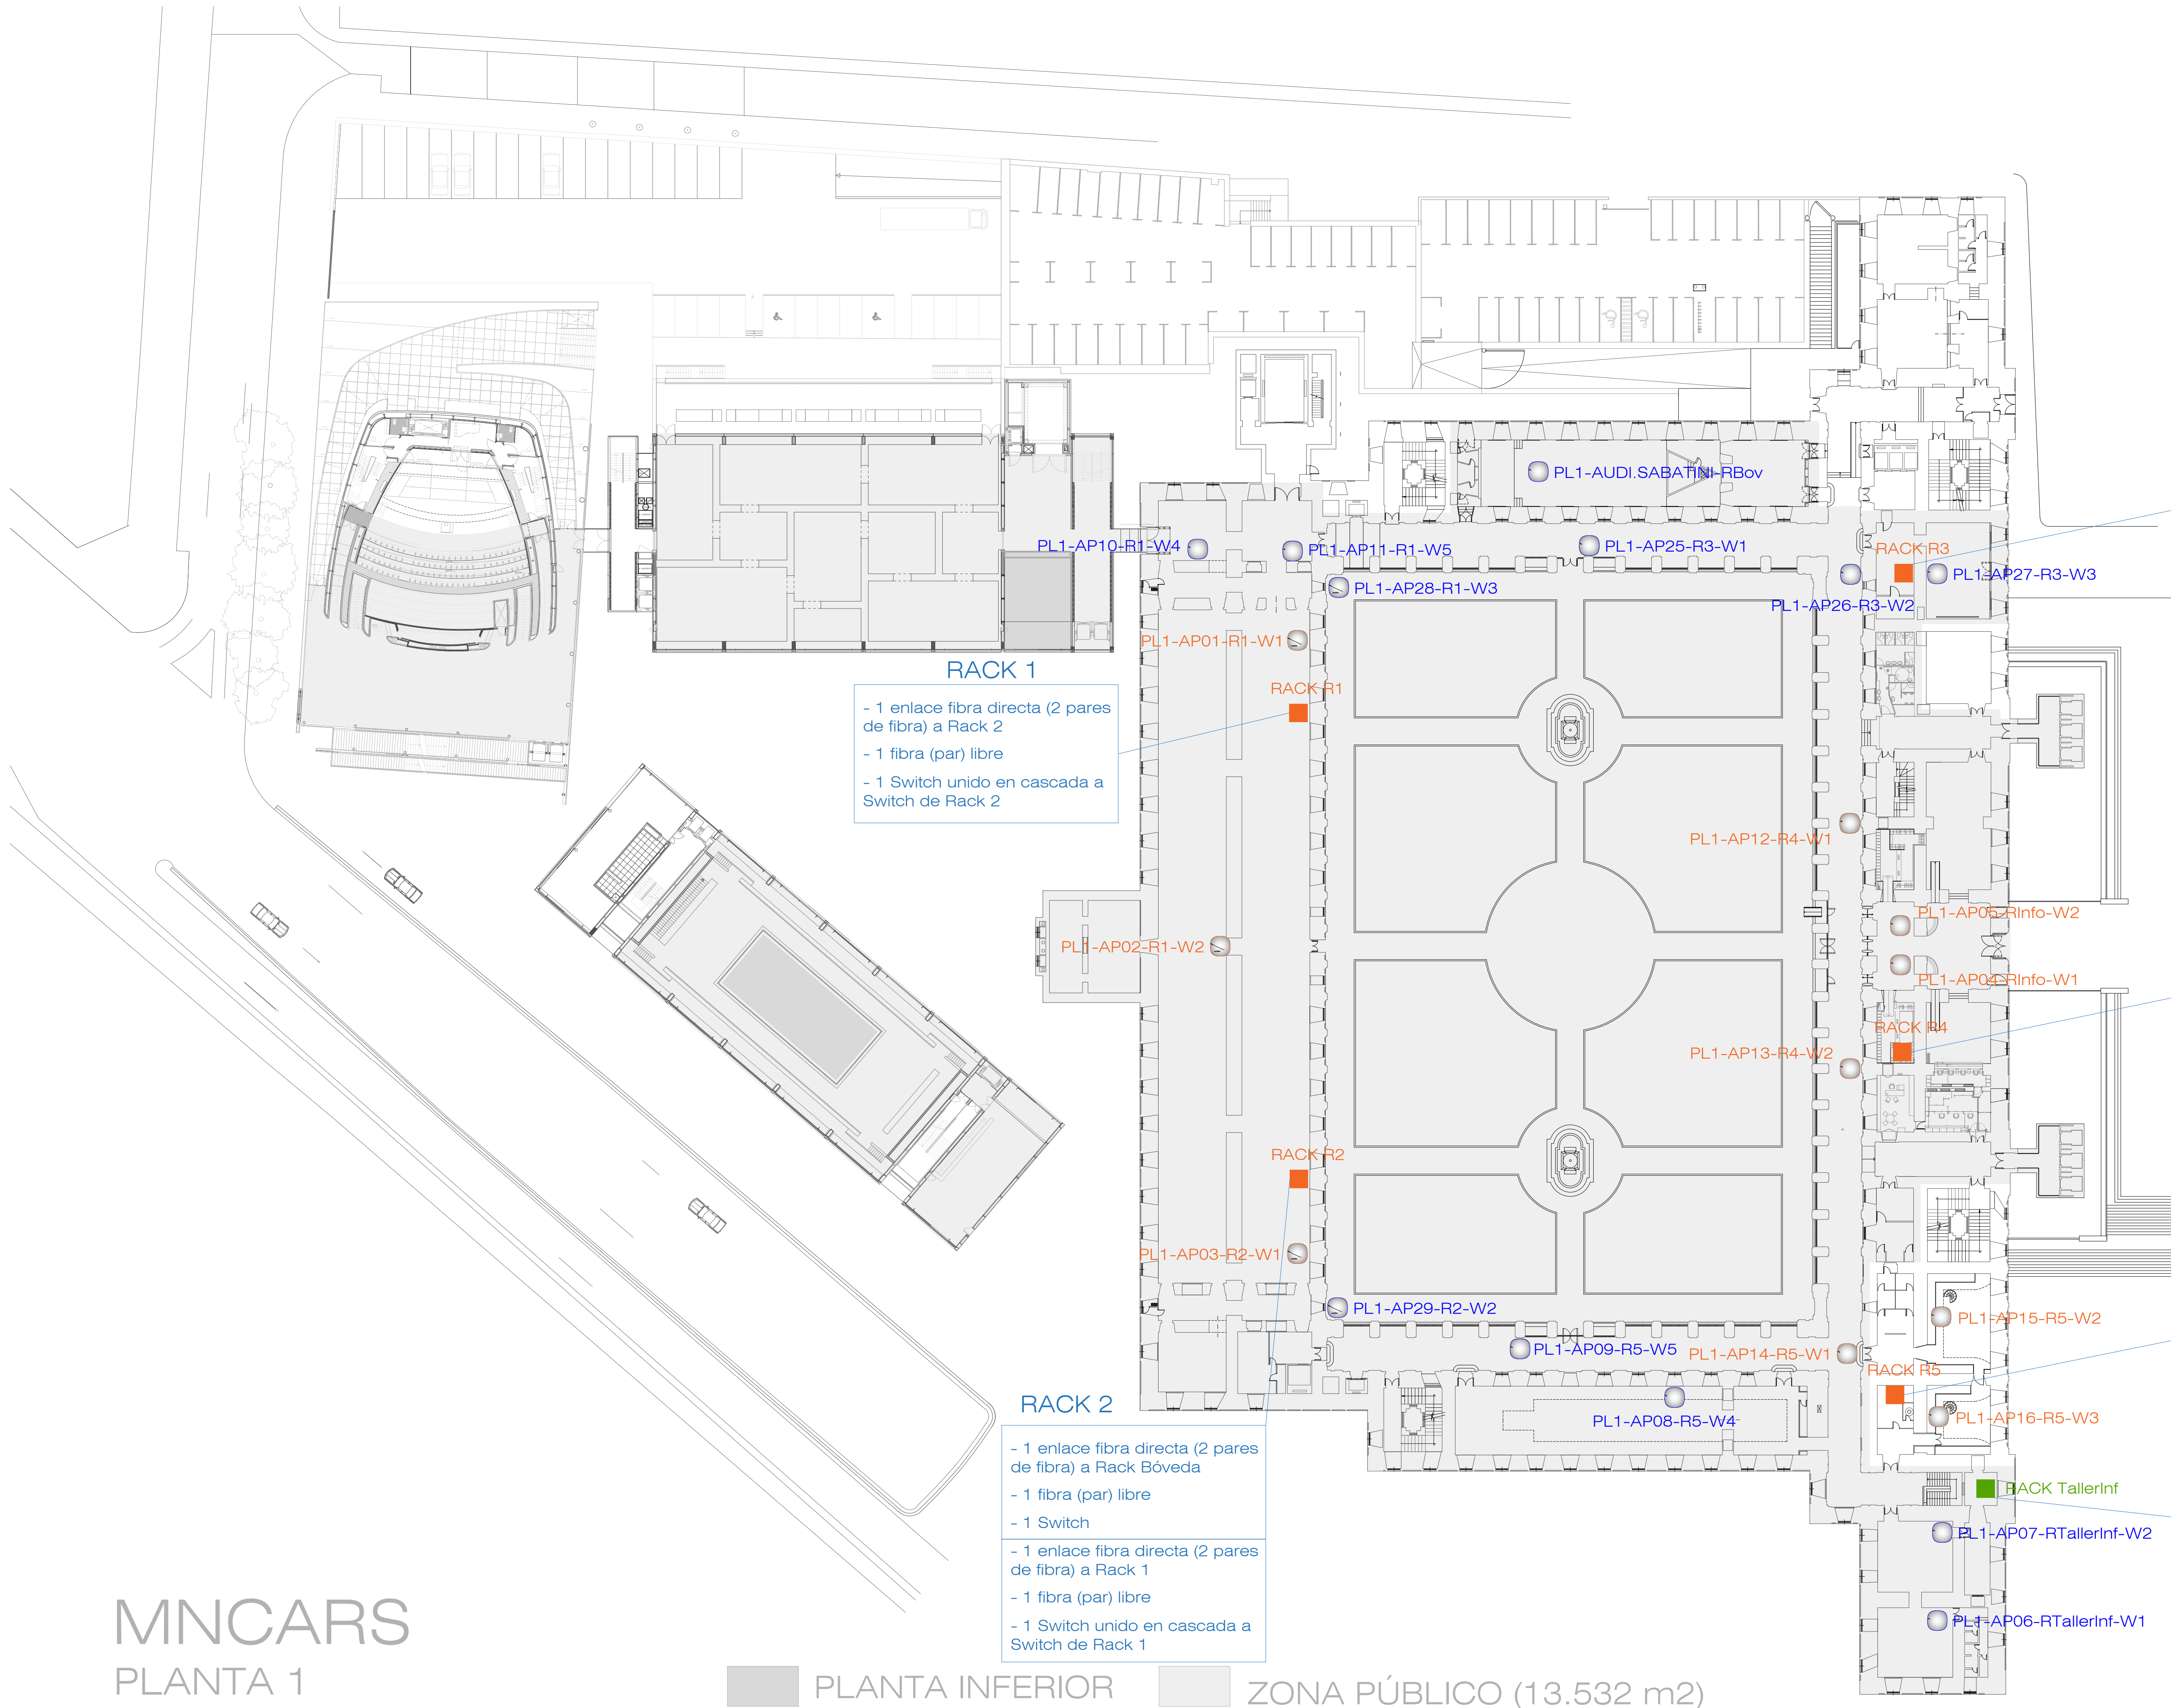 PL1-AUDI.SABATINI-RBov
PL1-AP10-R1-W4
PL1-AP11-R1-W5
PL1-AP25-R3-W1
RACK R3
PL1-AP28-R1-W3
PL1-AP26-R3-W2
PL1-AP27-R3-W3
PL1-AP01-R1-W1
RACK 1
RACK R1
- 1 enlace fibra directa (2 pares
de fibra) a Rack 2
- 1 fibra (par) libre
- 1 Switch unido en cascada a
Switch de Rack 2
PL1-AP12-R4-W1
PL1-AP05-RInfo-W2
PL1-AP02-R1-W2
PL1-AP04-RInfo-W1
RACK R4
PL1-AP13-R4-W2
RACK R2
PL1-AP03-R2-W1
PL1-AP29-R2-W2
PL1-AP15-R5-W2
PL1-AP09-R5-W5
PL1-AP14-R5-W1
RACK R5
RACK 2
PL1-AP08-R5-W4
PL1-AP16-R5-W3
- 1 enlace fibra directa (2 pares
de fibra) a Rack Bóveda
- 1 fibra (par) libre
- 1 Switch
- 1 enlace fibra directa (2 pares
de fibra) a Rack 1
- 1 fibra (par) libre
- 1 Switch unido en cascada a
Switch de Rack 1
RACK TallerInf
PL1-AP07-RTallerInf-W2
PL1-AP06-RTallerInf-W1
MNCARS
PLANTA 1
PLANTA INFERIOR
ZONA PÚBLICO (13.532 m2)